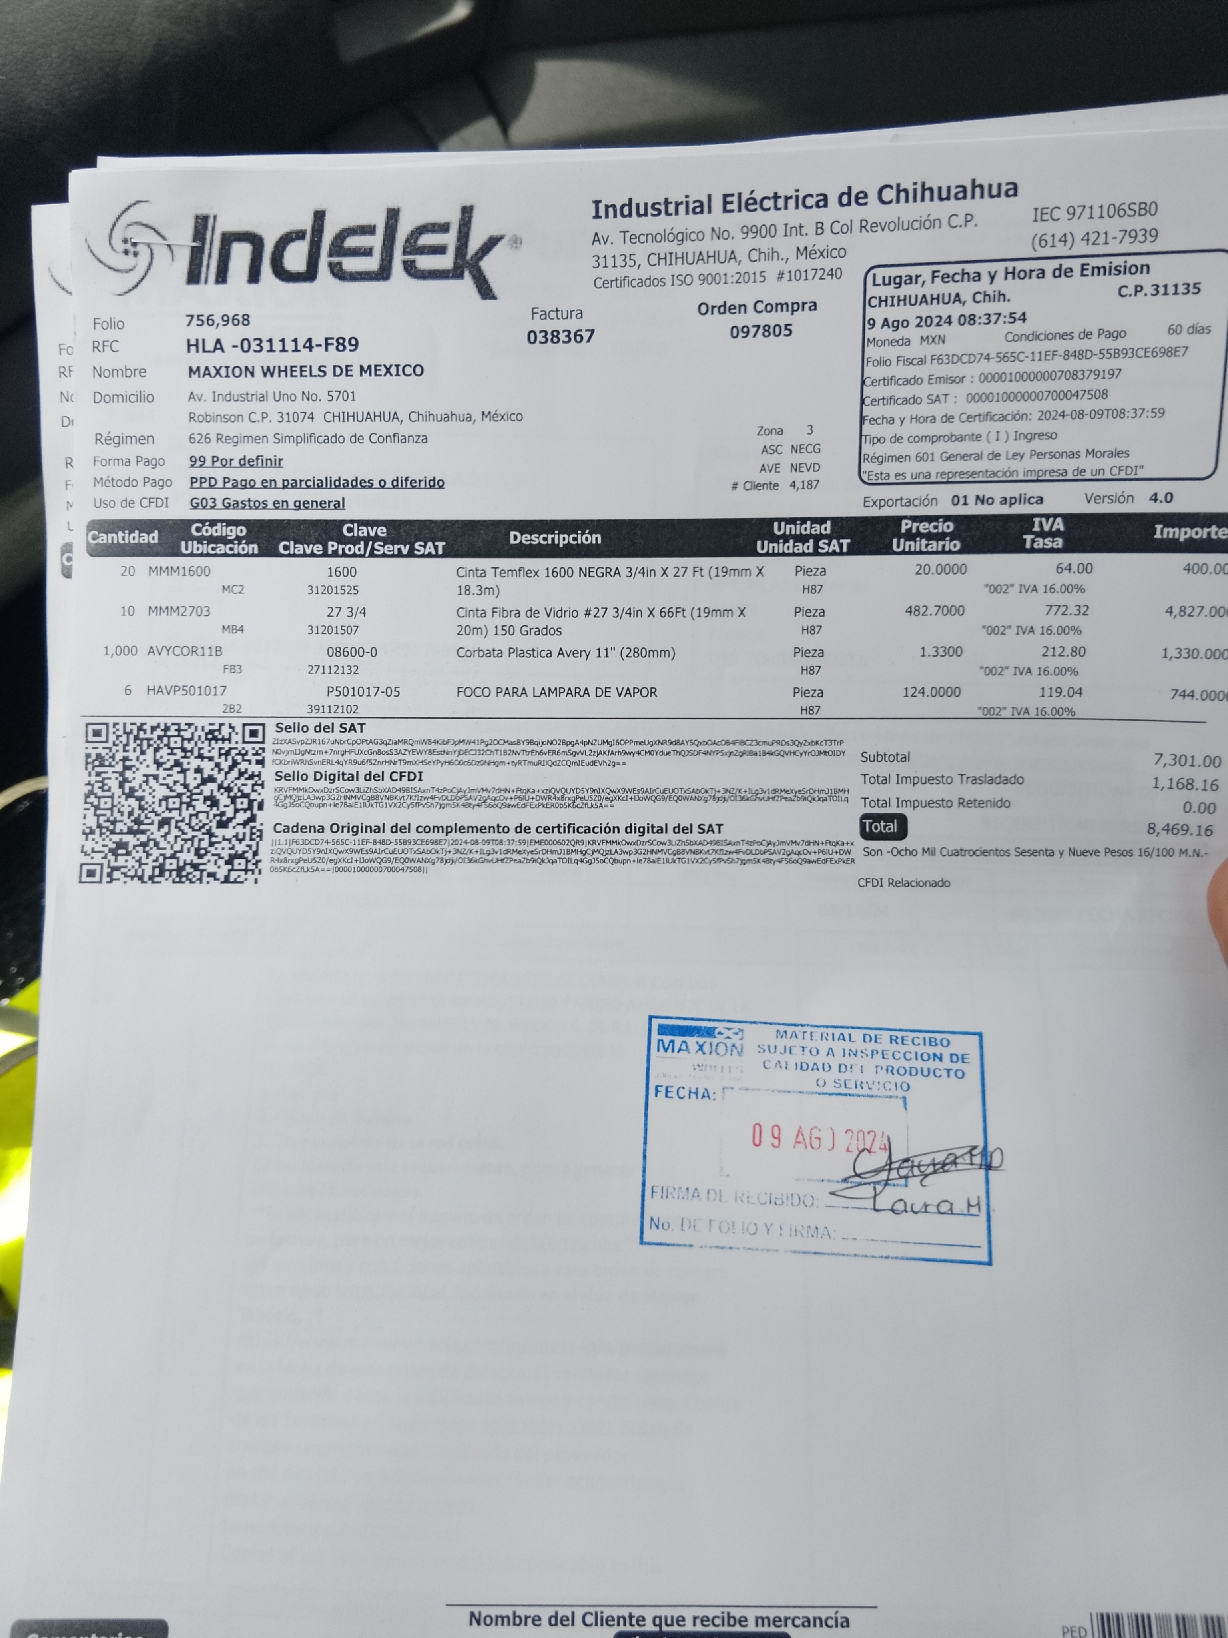 Indelek®
Industrial Eléctrica de Chihuahua
Av. Tecnológico No. 9900 Int. B Col Revolución C.P.
31135, CHIHUAHUA, Chih., México
Certificados ISO 9001:2015 #1017240
IEC 971106SB0
(614) 421-7939
Lugar, Fecha y Hora de Emision
CHIHUAHUA, Chih. C.P.31135
9 Ago 2024 08:37:54
Moneda MXN Condiciones de Pago 60 días
Folio Fiscal F63DCD74-565C-11EF-848D-55B93CE698E7
Certificado Emisor : 00001000000708379197
Certificado SAT : 00001000000700047508
Fecha y Hora de Certificación: 2024-08-09T08:37:59
Tipo de comprobante ( I ) Ingreso
Régimen 601 General de Ley Personas Morales
"Esta es una representación impresa de un CFDI"
Folio 756,968
Factura
038367
Orden Compra
097805
RFC HLA -031114-F89
Nombre MAXION WHEELS DE MEXICO
Domicilio Av. Industrial Uno No. 5701
Robinson C.P. 31074 CHIHUAHUA, Chihuahua, México
Régimen 626 Regimen Simplificado de Confianza
Forma Pago 99 Por definir
Método Pago PPD Pago en parcialidades o diferido
Uso de CFDI G03 Gastos en general
Zona 3
ASC NECG
AVE NEVD
# Cliente 4,187
Exportación 01 No aplica Versión 4.0
Cantidad Código Ubicación Clave Clave Prod/Serv SAT Descripción Unidad Unidad SAT Precio Unitario IVA Tasa Importe
20 MMM1600 1600 Cinta Temflex 1600 NEGRA 3/4in X 27 Ft (19mm X Pieza 20.0000 64.00 400.00
MC2 31201525 18.3m) H87 "002" IVA 16.00%
10 MMM2703 27 3/4 Cinta Fibra de Vidrio #27 3/4in X 66Ft (19mm X Pieza 482.7000 772.32 4,827.00
MB4 31201507 20m) 150 Grados H87 "002" IVA 16.00%
1,000 AVYCOR11B 08600-0 Corbata Plastica Avery 11" (280mm) Pieza 1.3300 212.80 1,330.000
FB3 27112132 H87 "002" IVA 16.00%
6 HAVP501017 P501017-05 FOCO PARA LAMPARA DE VAPOR Pieza 124.0000 119.04 744.000
2B2 39112102 H87 "002" IVA 16.00%
Sello del SAT
Sello Digital del CFDI
Cadena Original del complemento de certificación digital del SAT
Subtotal 7,301.00
Total Impuesto Trasladado 1,168.16
Total Impuesto Retenido 0.00
Total 8,469.16
Son -Ocho Mil Cuatrocientos Sesenta y Nueve Pesos 16/100 M.N.-
CFDI Relacionado
MAXION
MATERIAL DE RECIBO
SUJETO A INSPECCION DE
CALIDAD DEL PRODUCTO
O SERVICIO
FECHA:
09 AGO 2024
FIRMA DE RECIBIDO: Laura H.
No. DE FOLIO Y FIRMA:
Nombre del Cliente que recibe mercancía
PED